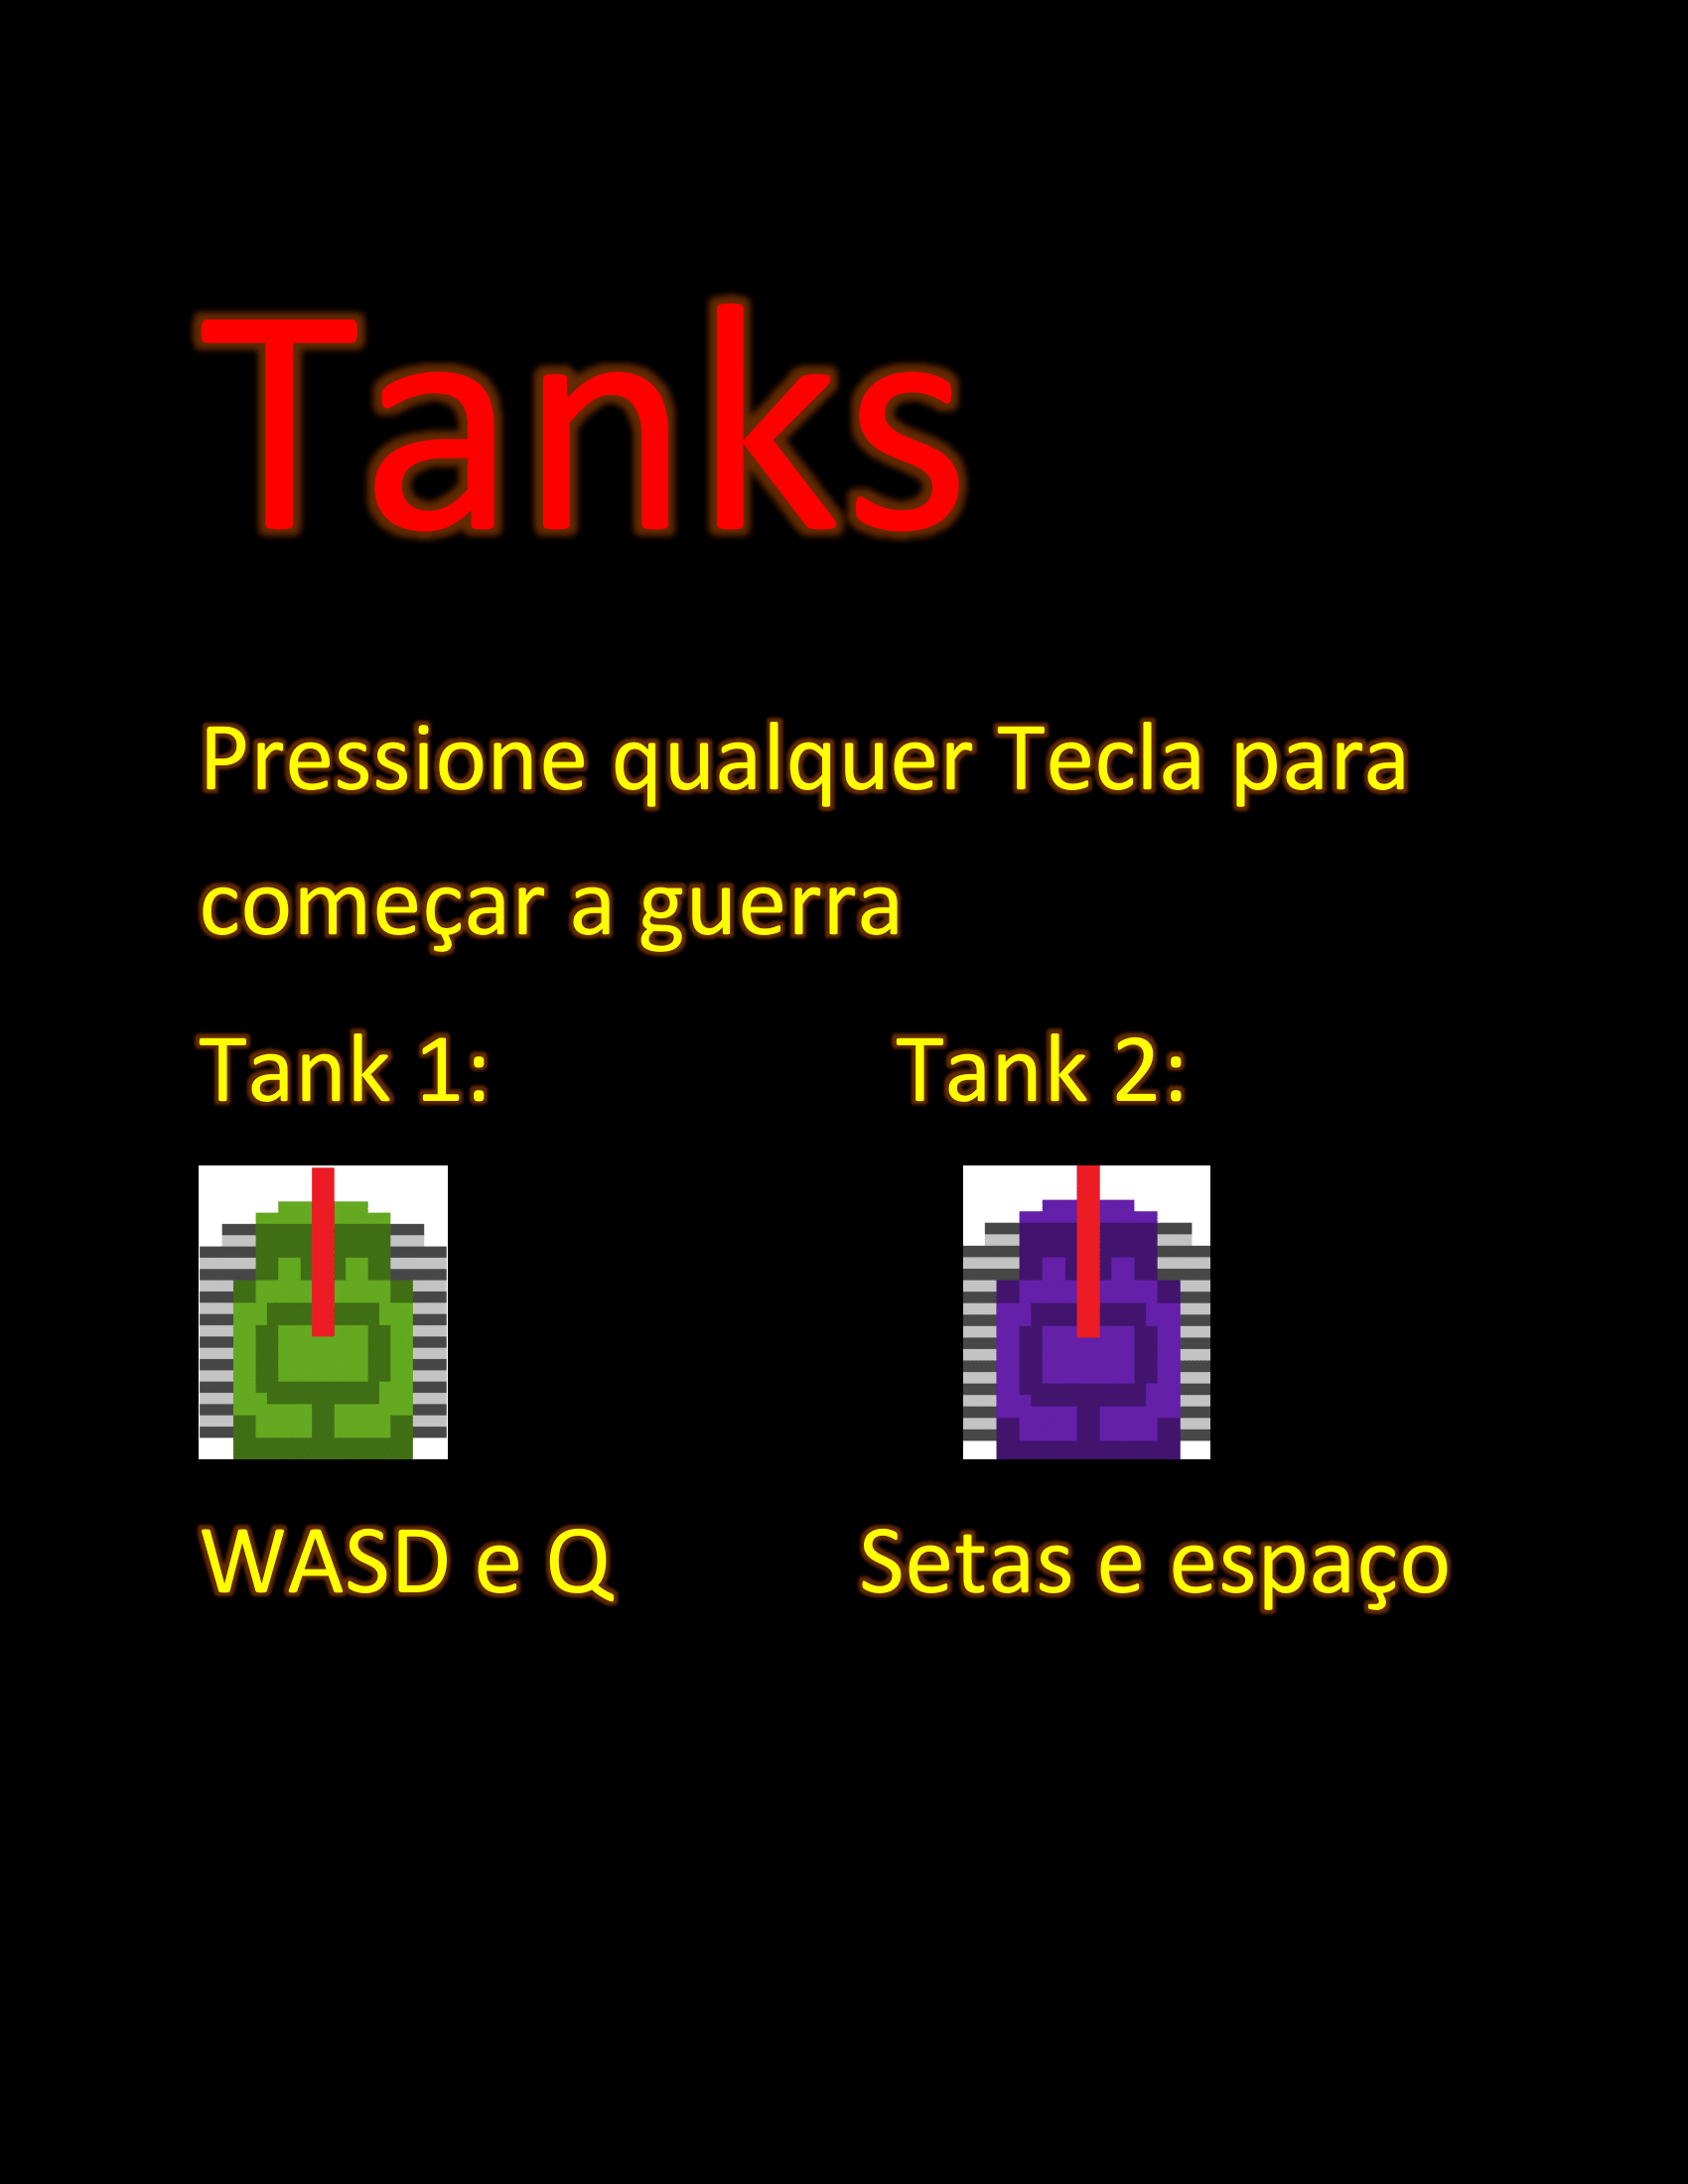 Tanks
Pressione qualquer Tecla para
começar a guerra
Tank 1: Tank 2:
WASD e Q Setas e espaço